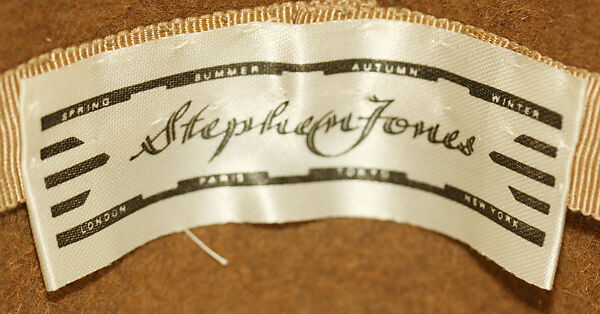 SPRING SUMMER AUTUMN WINTER
Stephen Jones
LONDON PARIS TOKYO NEW YORK